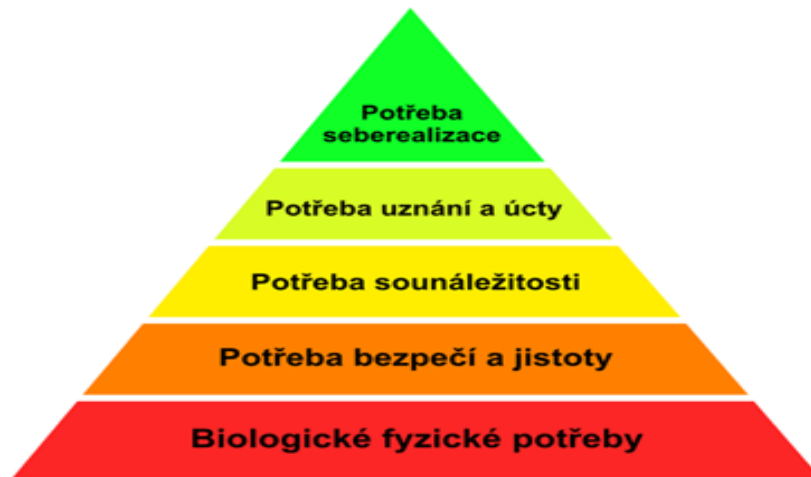 Potřeba
seberealizace
Potřeba uznání a úcty
Potřeba sounáležitosti
Potřeba bezpečí a jistoty
Biologické fyzické potřeby